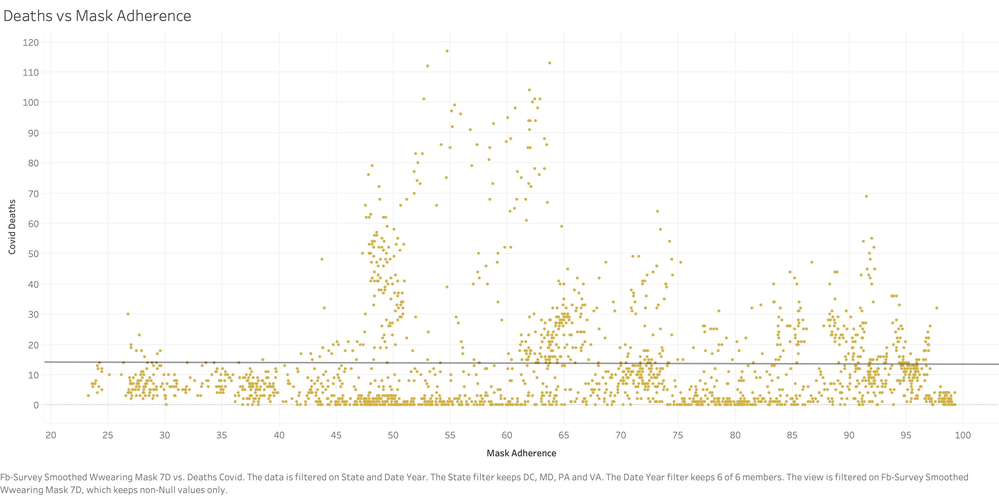 Deaths vs Mask Adherence
120
110
100
90
80
70
60
50
40
30
20
10
0
Covid Deaths
20 25 30 35 40 45 50 55 60 65 70 75 80 85 90 95 100
Mask Adherence
Fb-Survey Smoothed Wwearing Mask 7D vs. Deaths Covid. The data is filtered on State and Date Year. The State filter keeps DC, MD, PA and VA. The Date Year filter keeps 6 of 6 members. The view is filtered on Fb-Survey Smoothed
Wwearing Mask 7D, which keeps non-Null values only.